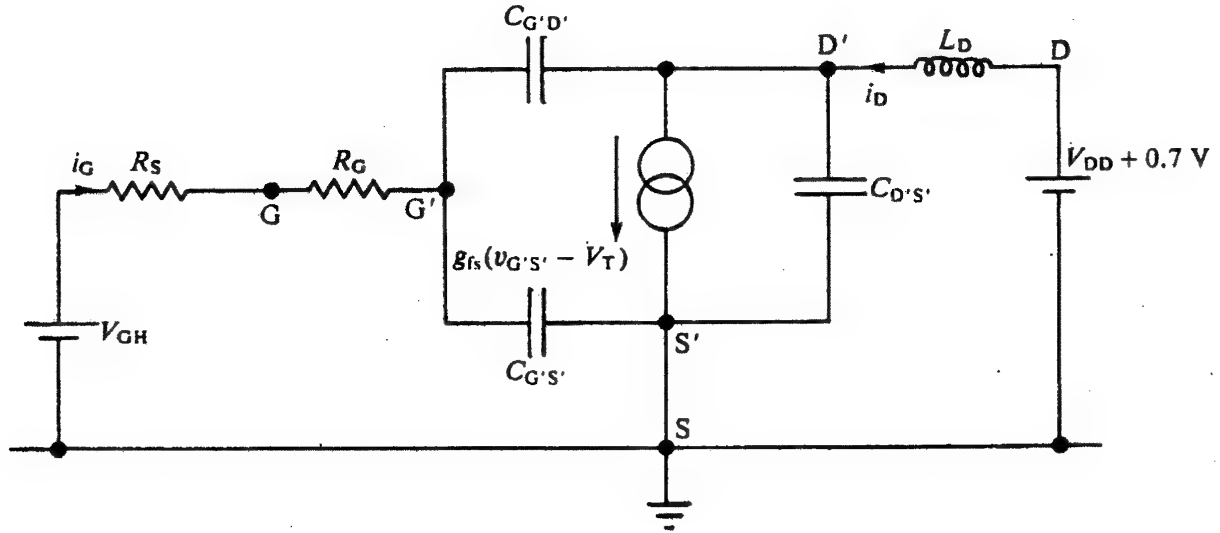 C_G'D'
D'
L_D
D
i_D
i_G
R_S
R_G
V_DD + 0.7 V
G
G'
C_D'S'
g_fs(v_G'S' − V_T)
V_GH
S'
C_G'S'
S